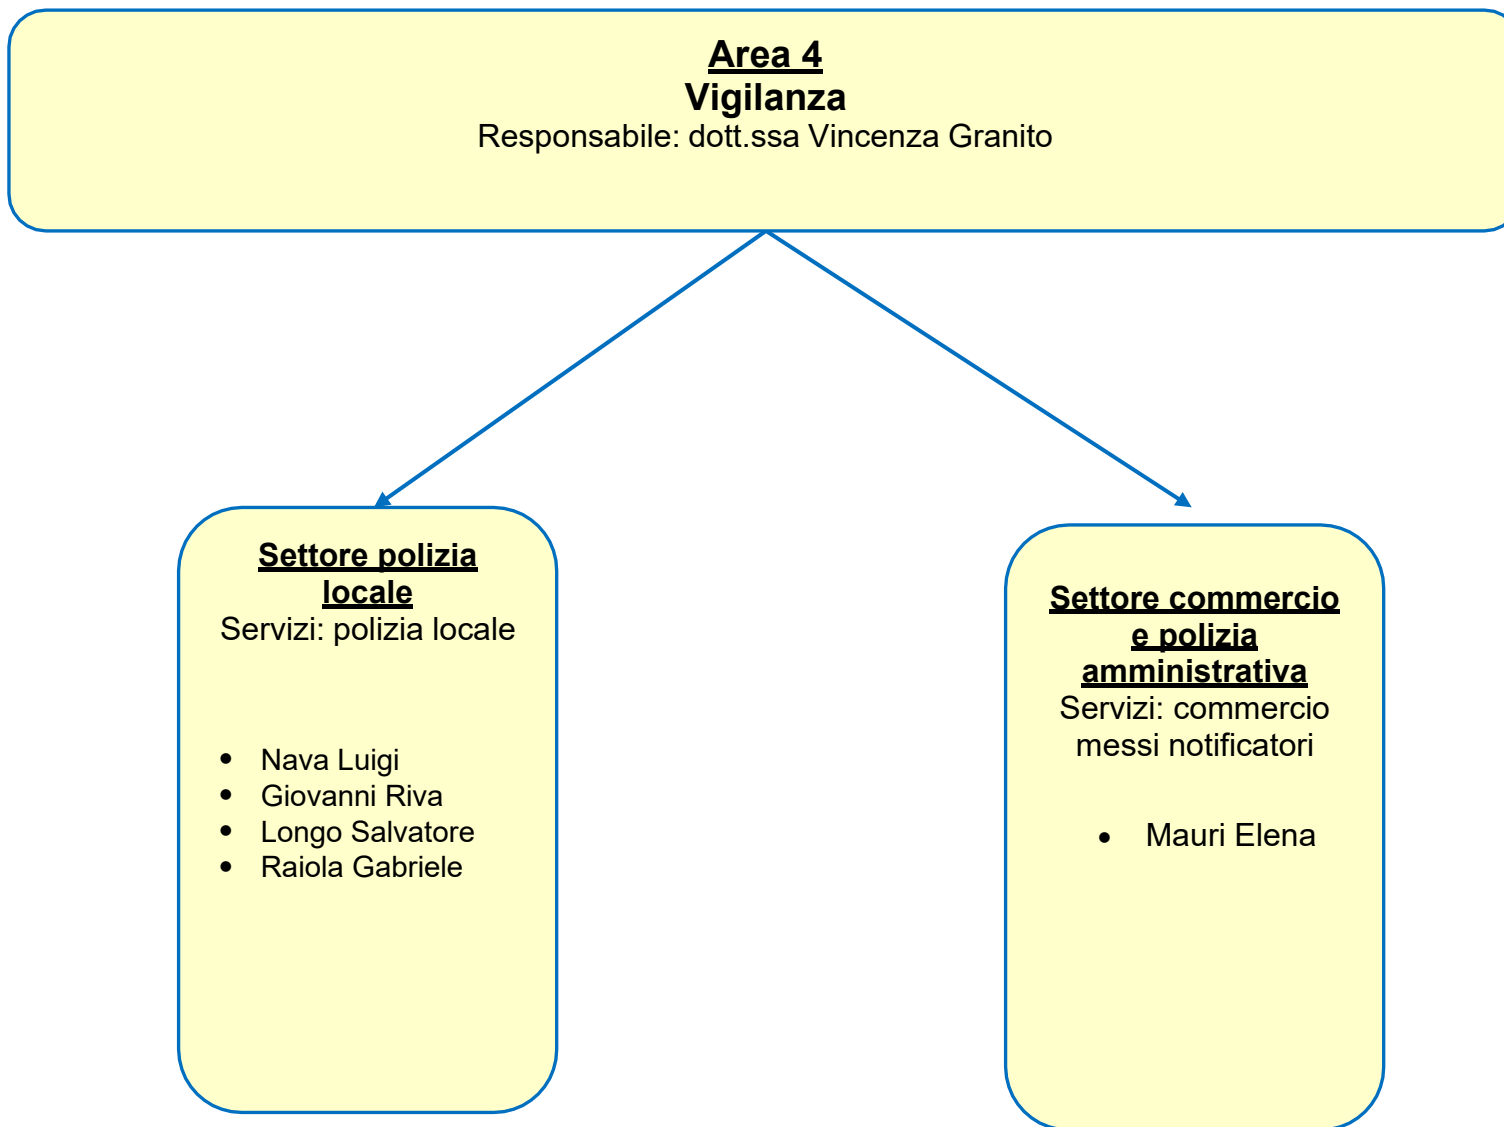 Area 4
Vigilanza
Responsabile: dott.ssa Vincenza Granito
Settore polizia
locale
Servizi: polizia locale
• Nava Luigi
• Giovanni Riva
• Longo Salvatore
• Raiola Gabriele
Settore commercio
e polizia
amministrativa
Servizi: commercio
messi notificatori
• Mauri Elena